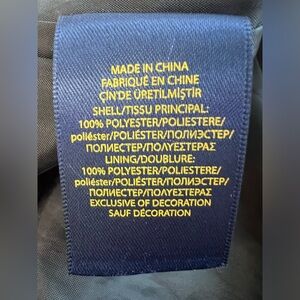 MADE IN CHINA
FABRIQUÉ EN CHINE
ÇİN'DE ÜRETİLMİŞTİR
SHELL/TISSU PRINCIPAL:
100% POLYESTER/POLIESTERE/
poliéster/POLIÉSTER/ПОЛИЭСТЕР/
ПОЛИЕСТЕР/ΠΟΛΥΕΣΤΕΡΑΣ
LINING/DOUBLURE:
100% POLYESTER/POLIESTERE/
poliéster/POLIÉSTER/ПОЛИЭСТЕР/
ПОЛИЕСТЕР/ΠΟΛΥΕΣΤΕΡΑΣ
EXCLUSIVE OF DECORATION
SAUF DÉCORATION